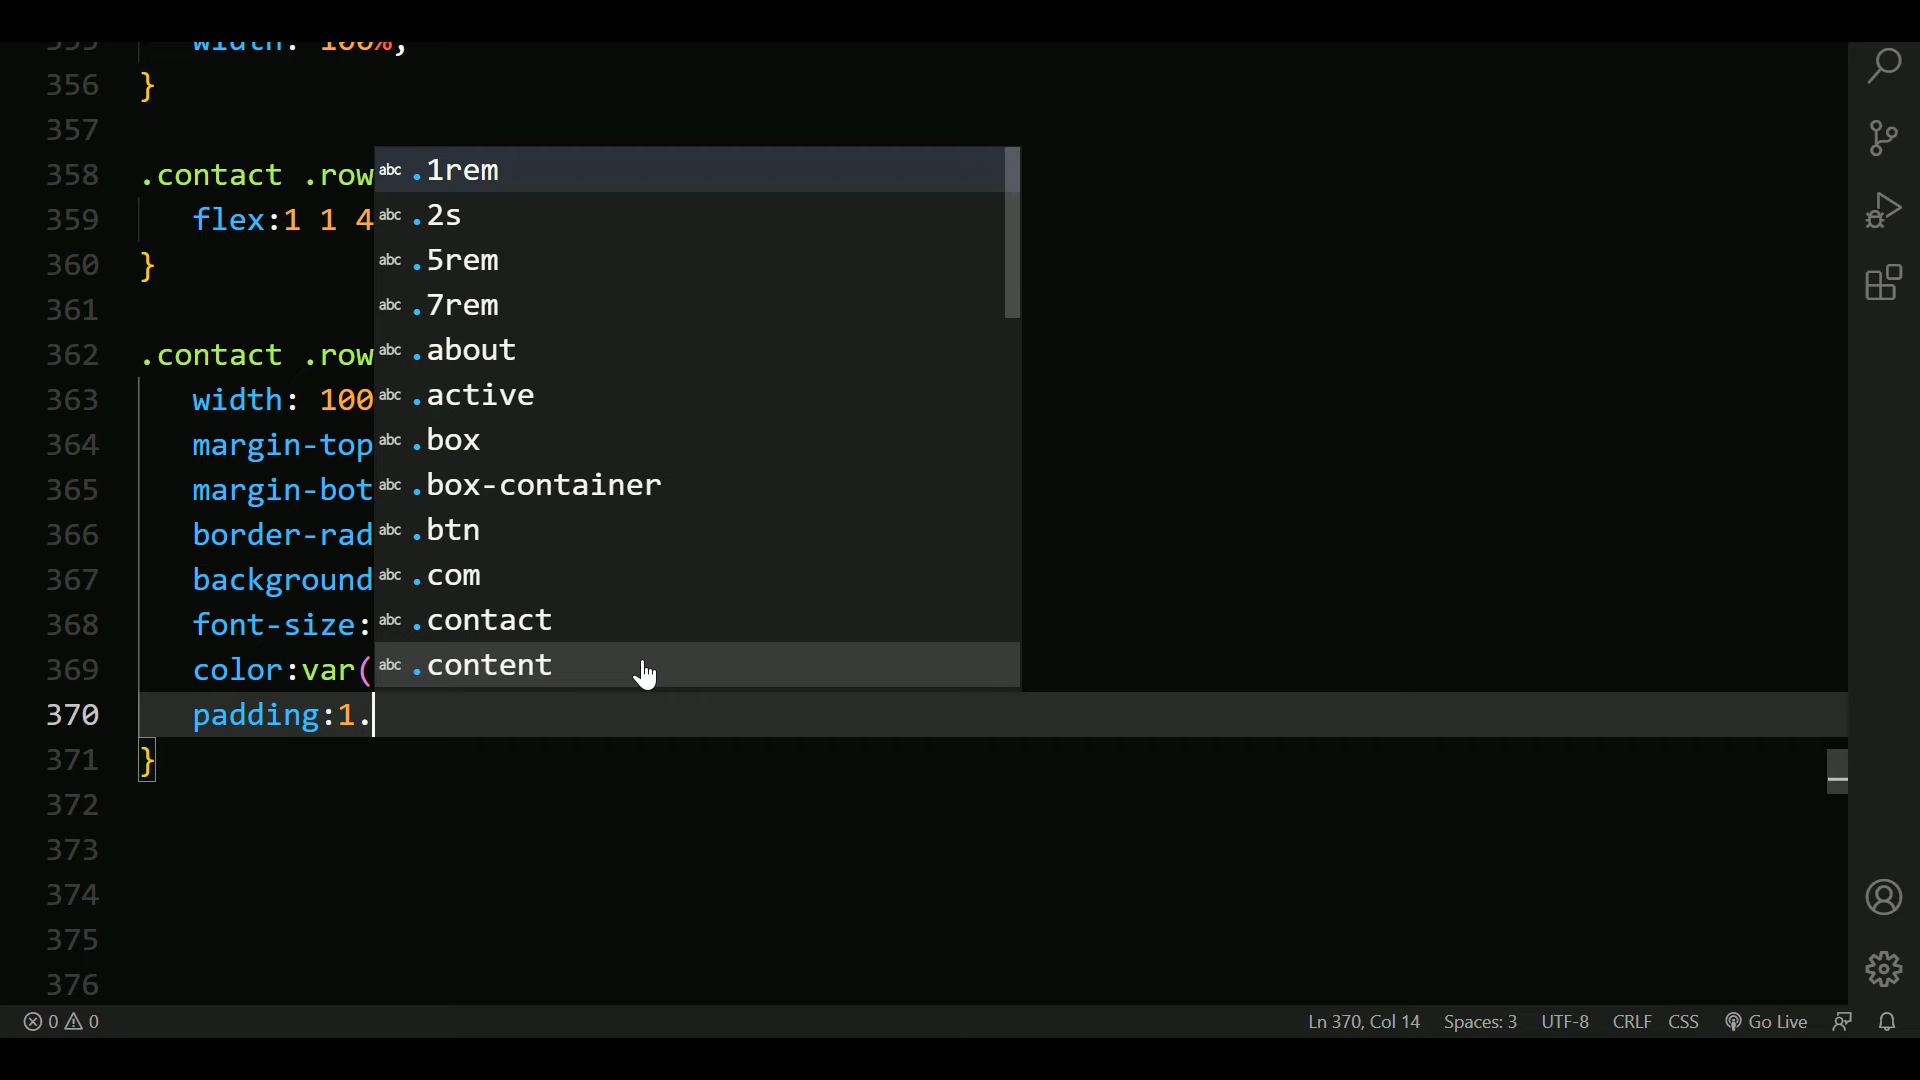 355 width: 100%;
356 }
357
358 .contact .row
359 flex:1 1 4
360 }
361
362 .contact .row
363 width: 100
364 margin-top
365 margin-bot
366 border-rad
367 background
368 font-size:
369 color:var(
370 padding:1.
371 }
372
373
374
375
376
abc .1rem
abc .2s
abc .5rem
abc .7rem
abc .about
abc .active
abc .box
abc .box-container
abc .btn
abc .com
abc .contact
abc .content
0 0 Ln 370, Col 14 Spaces: 3 UTF-8 CRLF CSS Go Live